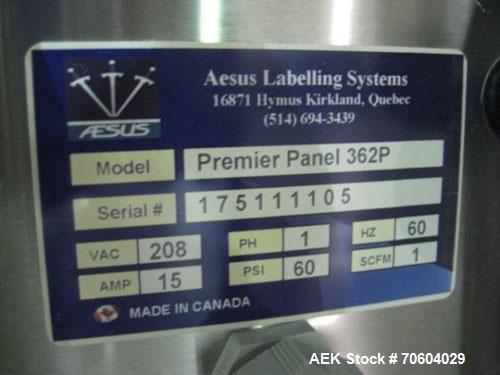 Aesus Labelling Systems
16871 Hymus Kirkland, Quebec
(514) 694-3439
ÆSUS
Model Premier Panel 362P
Serial # 175111105
VAC 208 PH 1 HZ 60
AMP 15 PSI 60 SCFM 1
MADE IN CANADA
AEK Stock # 70604029